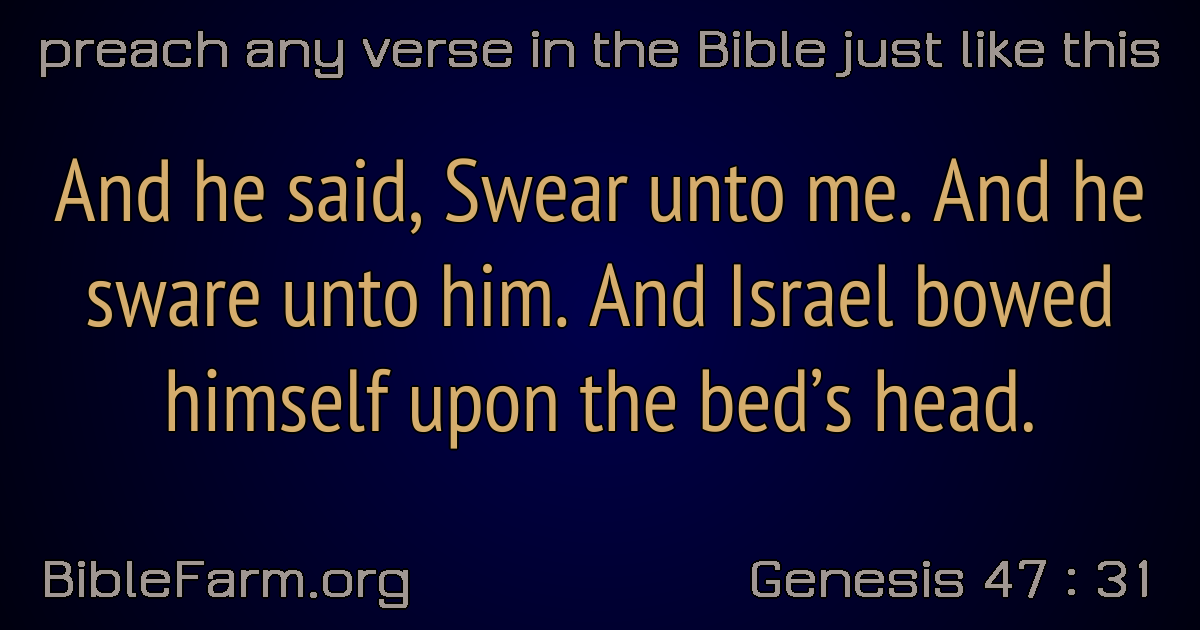 preach any verse in the Bible just like this
And he said, Swear unto me. And he
sware unto him. And Israel bowed
himself upon the bed’s head.
BibleFarm.org
Genesis 47 : 31